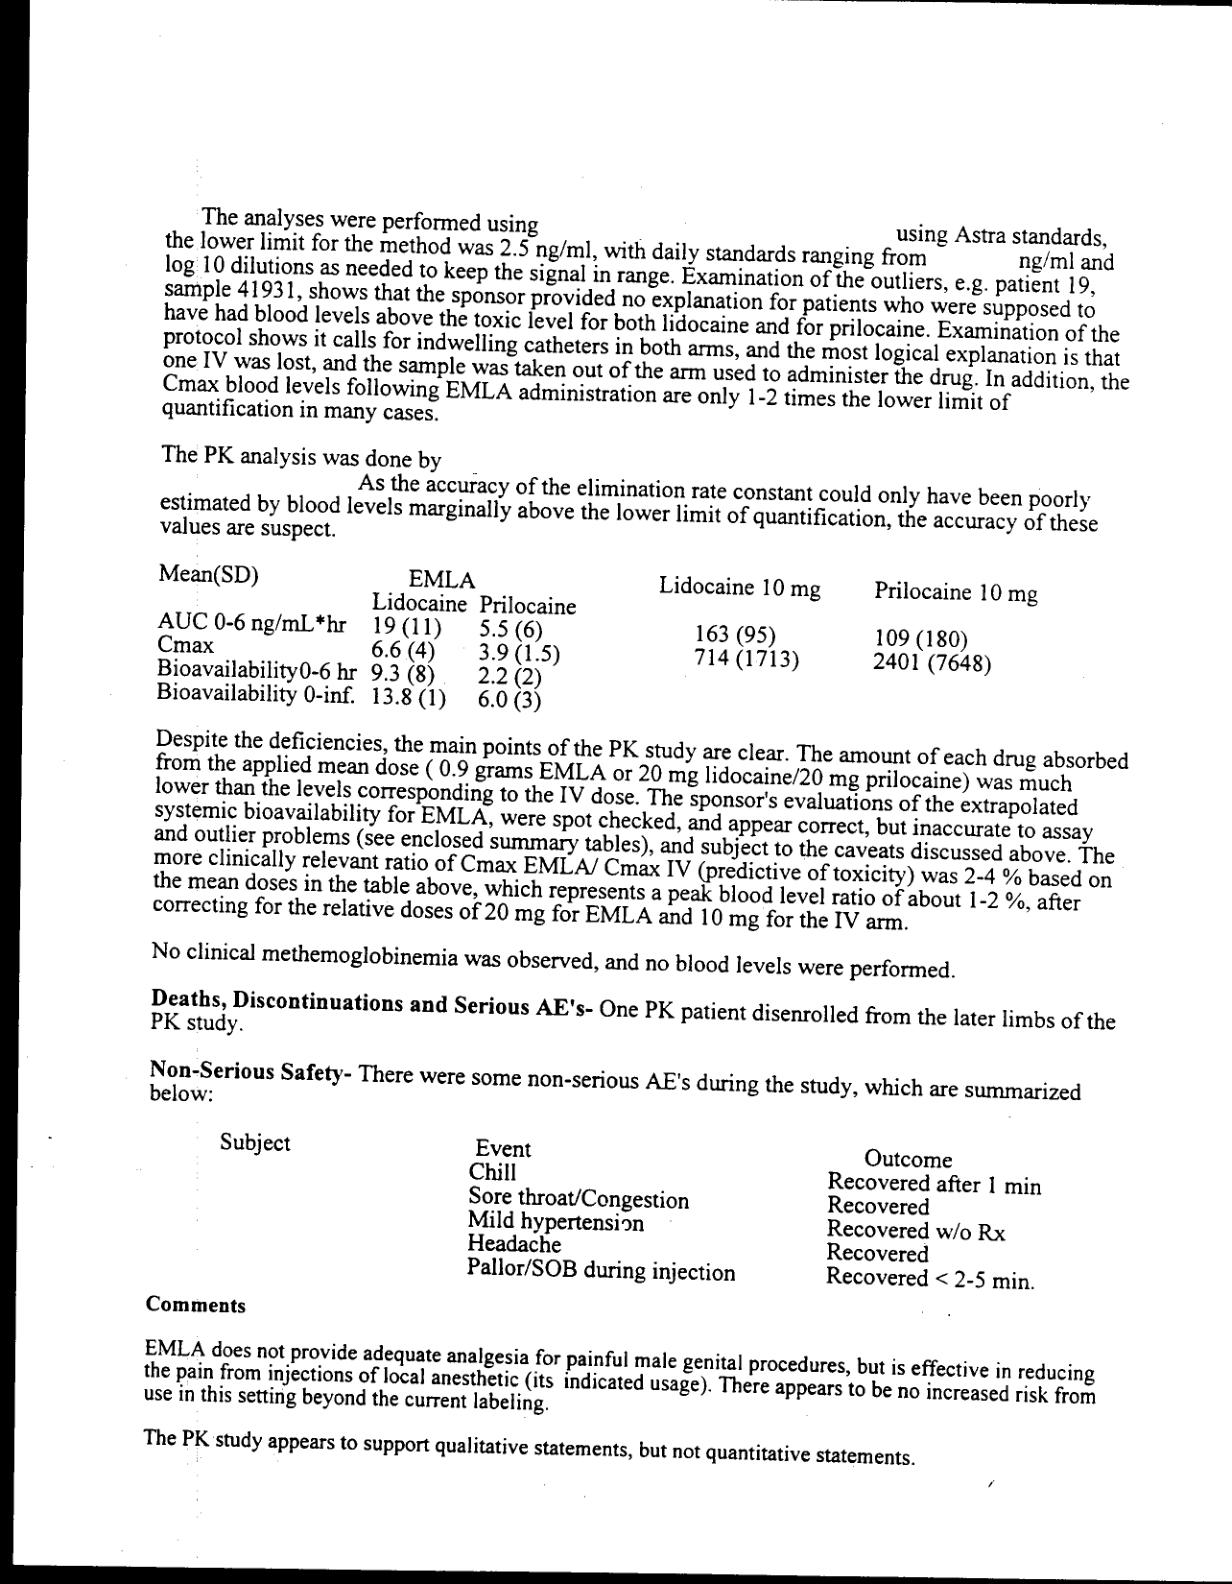 The analyses were performed using using Astra standards,
the lower limit for the method was 2.5 ng/ml, with daily standards ranging from ng/ml and
log 10 dilutions as needed to keep the signal in range. Examination of the outliers, e.g. patient 19,
sample 41931, shows that the sponsor provided no explanation for patients who were supposed to
have had blood levels above the toxic level for both lidocaine and for prilocaine. Examination of the
protocol shows it calls for indwelling catheters in both arms, and the most logical explanation is that
one IV was lost, and the sample was taken out of the arm used to administer the drug. In addition, the
Cmax blood levels following EMLA administration are only 1-2 times the lower limit of
quantification in many cases.
The PK analysis was done by
As the accuracy of the elimination rate constant could only have been poorly
estimated by blood levels marginally above the lower limit of quantification, the accuracy of these
values are suspect.
Mean(SD) EMLA Lidocaine 10 mg Prilocaine 10 mg
Lidocaine Prilocaine
AUC 0-6 ng/mL*hr 19 (11) 5.5 (6) 163 (95) 109 (180)
Cmax 6.6 (4) 3.9 (1.5) 714 (1713) 2401 (7648)
Bioavailability0-6 hr 9.3 (8) 2.2 (2)
Bioavailability 0-inf. 13.8 (1) 6.0 (3)
Despite the deficiencies, the main points of the PK study are clear. The amount of each drug absorbed
from the applied mean dose ( 0.9 grams EMLA or 20 mg lidocaine/20 mg prilocaine) was much
lower than the levels corresponding to the IV dose. The sponsor's evaluations of the extrapolated
systemic bioavailability for EMLA, were spot checked, and appear correct, but inaccurate to assay
and outlier problems (see enclosed summary tables), and subject to the caveats discussed above. The
more clinically relevant ratio of Cmax EMLA/ Cmax IV (predictive of toxicity) was 2-4 % based on
the mean doses in the table above, which represents a peak blood level ratio of about 1-2 %, after
correcting for the relative doses of 20 mg for EMLA and 10 mg for the IV arm.
No clinical methemoglobinemia was observed, and no blood levels were performed.
Deaths, Discontinuations and Serious AE's- One PK patient disenrolled from the later limbs of the
PK study.
Non-Serious Safety- There were some non-serious AE's during the study, which are summarized
below:
Subject Event Outcome
Chill Recovered after 1 min
Sore throat/Congestion Recovered
Mild hypertension Recovered w/o Rx
Headache Recovered
Pallor/SOB during injection Recovered < 2-5 min.
Comments
EMLA does not provide adequate analgesia for painful male genital procedures, but is effective in reducing
the pain from injections of local anesthetic (its indicated usage). There appears to be no increased risk from
use in this setting beyond the current labeling.
The PK study appears to support qualitative statements, but not quantitative statements.